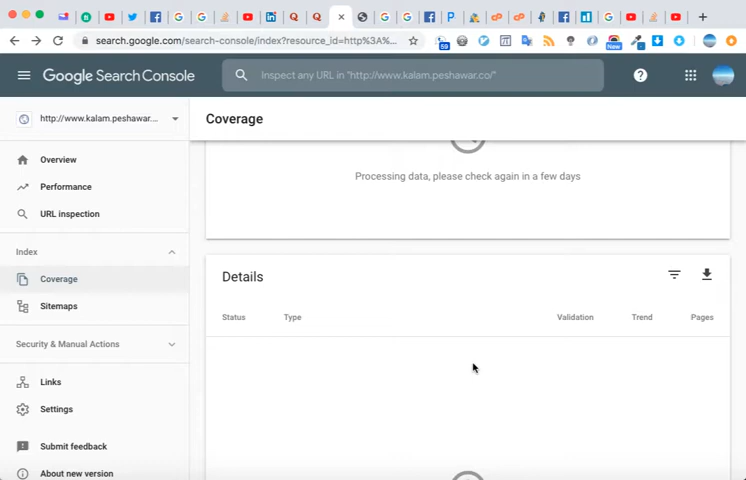 search.google.com/search-console/index?resource_id=http%3A%...
59
New
Google Search Console
Inspect any URL in "http://www.kalam.peshawar.co/"
http://www.kalam.peshawar...
Coverage
Overview
Performance
URL inspection
Index
Coverage
Sitemaps
Security & Manual Actions
Links
Settings
Submit feedback
About new version
Processing data, please check again in a few days
Details
Status Type Validation Trend Pages